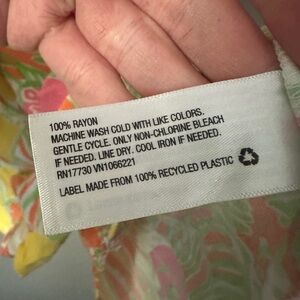 100% RAYON
MACHINE WASH COLD WITH LIKE COLORS.
GENTLE CYCLE. ONLY NON-CHLORINE BLEACH
IF NEEDED. LINE DRY. COOL IRON IF NEEDED.
RN17730 VN1066221
LABEL MADE FROM 100% RECYCLED PLASTIC